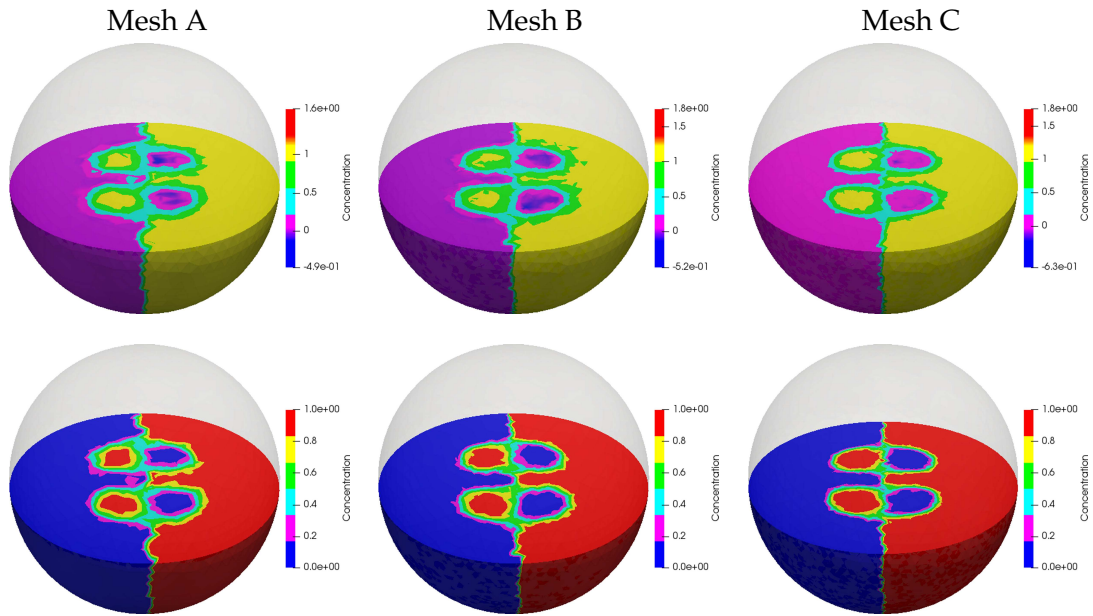 Mesh A
Mesh B
Mesh C
1.6e+00
1
0.5
0
-4.9e-01
Concentration
1.8e+00
1.5
1
0.5
0
-5.2e-01
Concentration
1.8e+00
1.5
1
0.5
0
-6.3e-01
Concentration
1.0e+00
0.8
0.6
0.4
0.2
0.0e+00
Concentration
1.0e+00
0.8
0.6
0.4
0.2
0.0e+00
Concentration
1.0e+00
0.8
0.6
0.4
0.2
0.0e+00
Concentration